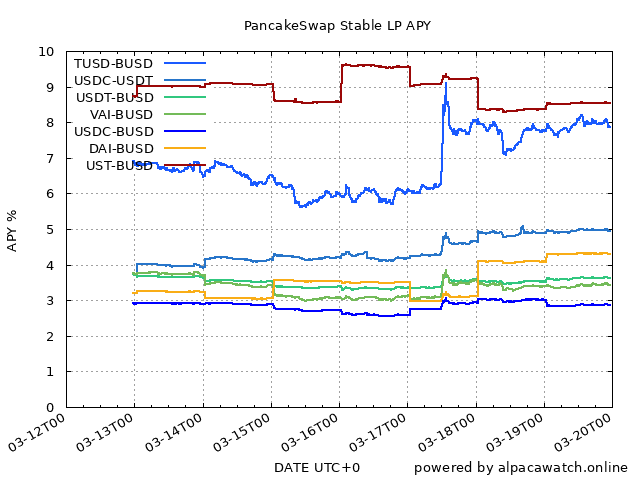 PancakeSwap Stable LP APY
APY %
10
9
8
7
6
5
4
3
2
1
0
TUSD-BUSD
USDC-USDT
USDT-BUSD
VAI-BUSD
USDC-BUSD
DAI-BUSD
UST-BUSD
03-12T00
03-13T00
03-14T00
03-15T00
03-16T00
03-17T00
03-18T00
03-19T00
03-20T00
DATE UTC+0
powered by alpacawatch.online